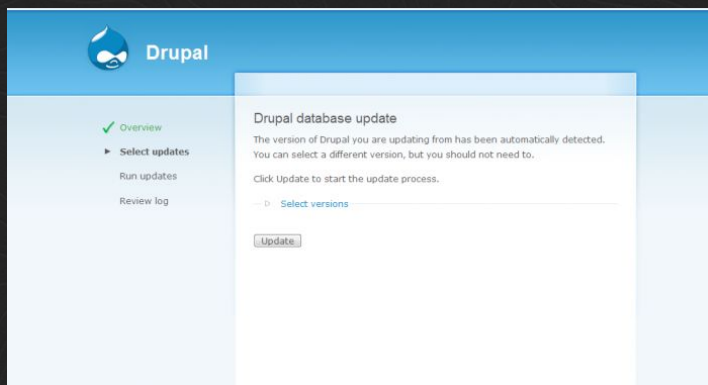 Drupal
Overview
Select updates
Run updates
Review log
Drupal database update
The version of Drupal you are updating from has been automatically detected.
You can select a different version, but you should not need to.
Click Update to start the update process.
Select versions
Update